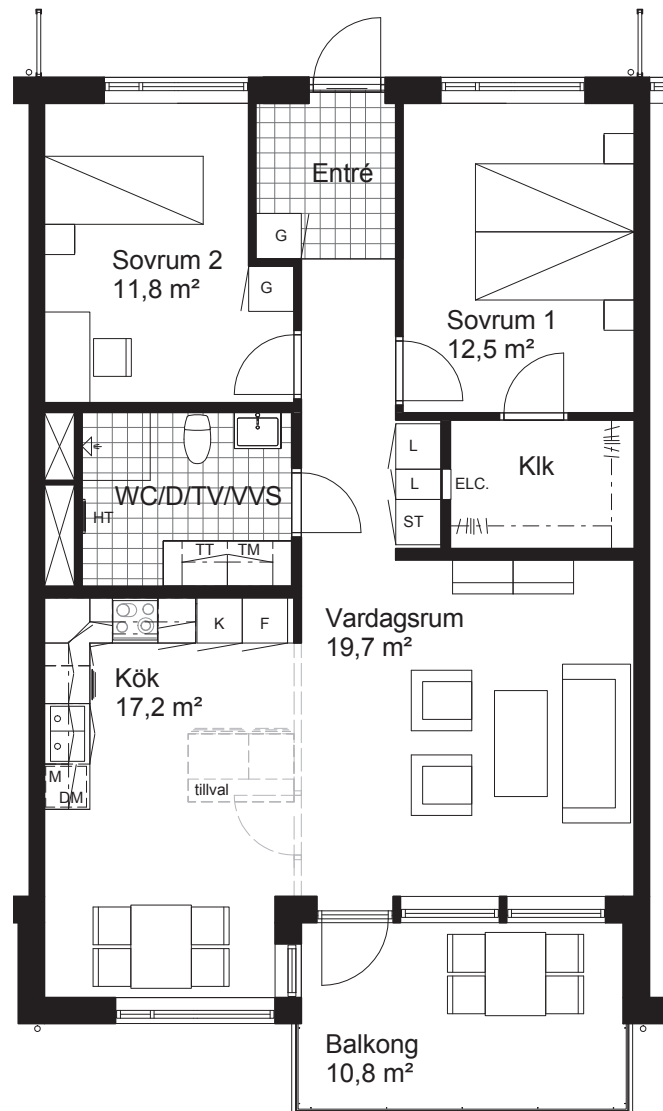 Entré
G
Sovrum 2
11,8 m²
G
Sovrum 1
12,5 m²
L
L
ST
ELC.
Klk
WC/D/TV/VVS
HT
TT
TM
K
F
Vardagsrum
19,7 m²
Kök
17,2 m²
M
DM
tillval
Balkong
10,8 m²